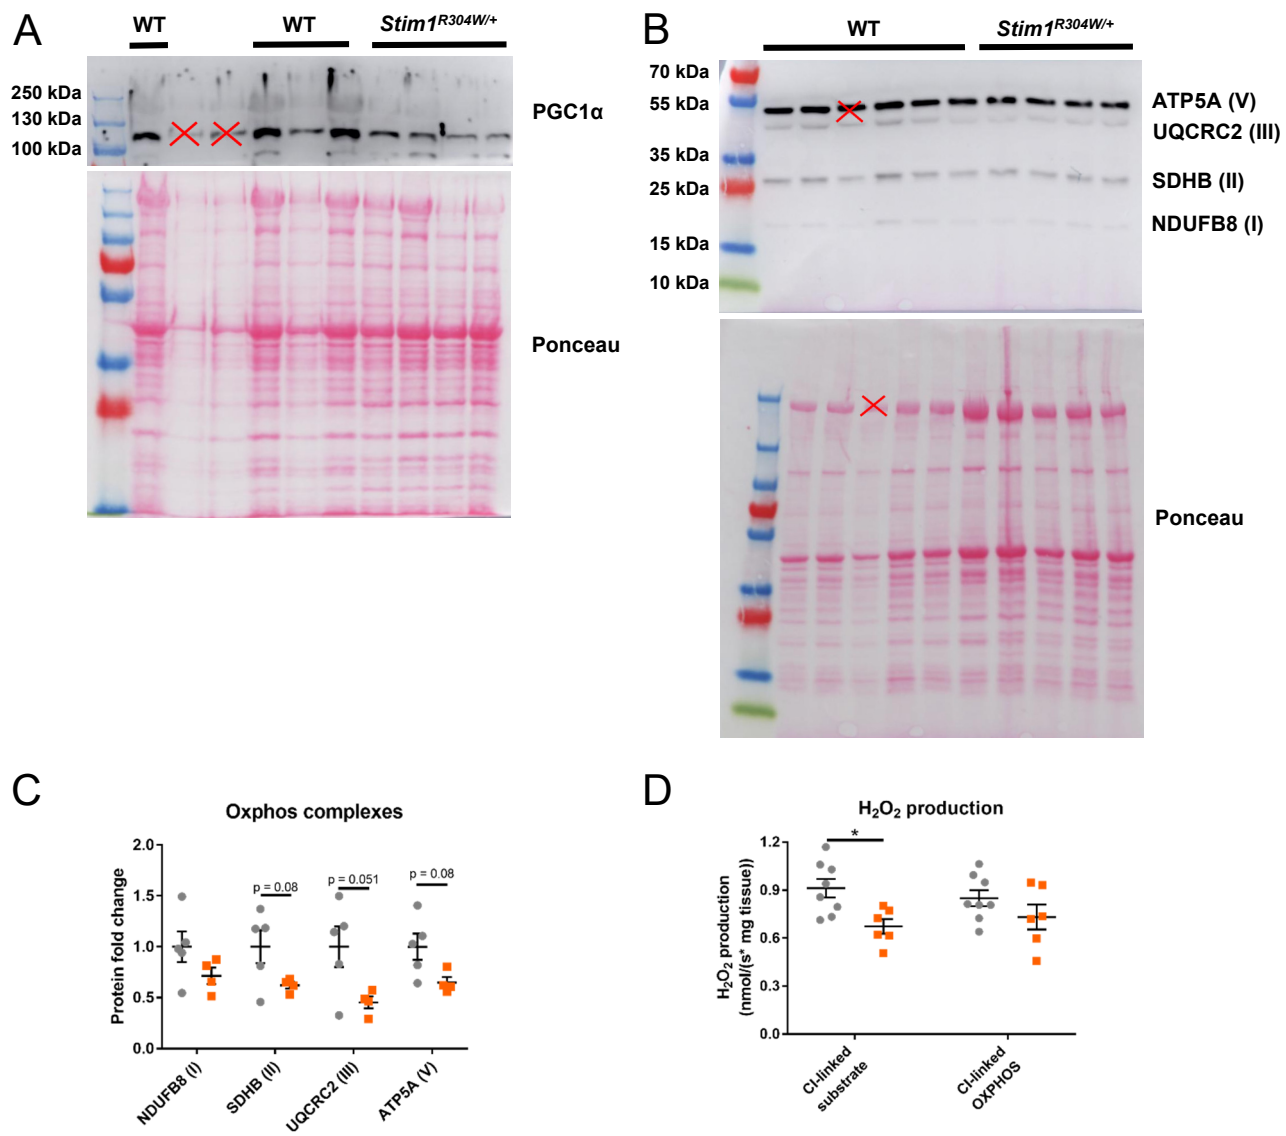 A
WT
WT
Stim1R304W/+
250 kDa
130 kDa
100 kDa
PGC1α
Ponceau
B
WT
Stim1R304W/+
70 kDa
55 kDa
35 kDa
25 kDa
15 kDa
10 kDa
ATP5A (V)
UQCRC2 (III)
SDHB (II)
NDUFB8 (I)
Ponceau
C
Oxphos complexes
Protein fold change
2.0
1.5
1.0
0.5
0.0
p = 0.08
p = 0.051
p = 0.08
NDUFB8 (I)
SDHB (II)
UQCRC2 (III)
ATP5A (V)
D
H₂O₂ production
H₂O₂ production
(nmol/(s* mg tissue))
1.2
0.9
0.6
0.3
0.0
*
CI-linked
substrate
CI-linked
OXPHOS